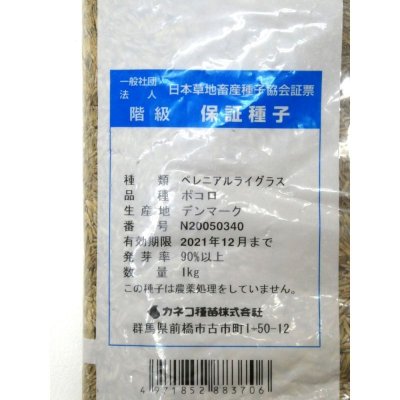 一般社団法人 日本草地畜産種子協会証票
階級 保証種子
種類 ペレニアルライグラス
品種 ポコロ
生産地 デンマーク
番号 N20050340
有効期限 2021年12月まで
発芽率 90%以上
数量 1kg
この種子は農薬処理をしていません。
カネコ種苗株式会社
群馬県前橋市古市町1-50-12
4971852883706